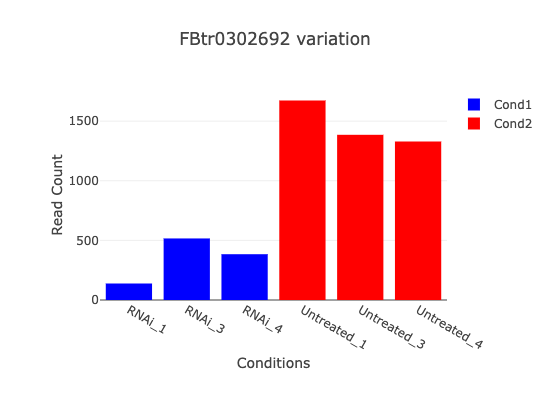 FBtr0302692 variation
Cond1
Cond2
Read Count
1500
1000
500
0
RNAi_1
RNAi_3
RNAi_4
Untreated_1
Untreated_3
Untreated_4
Conditions